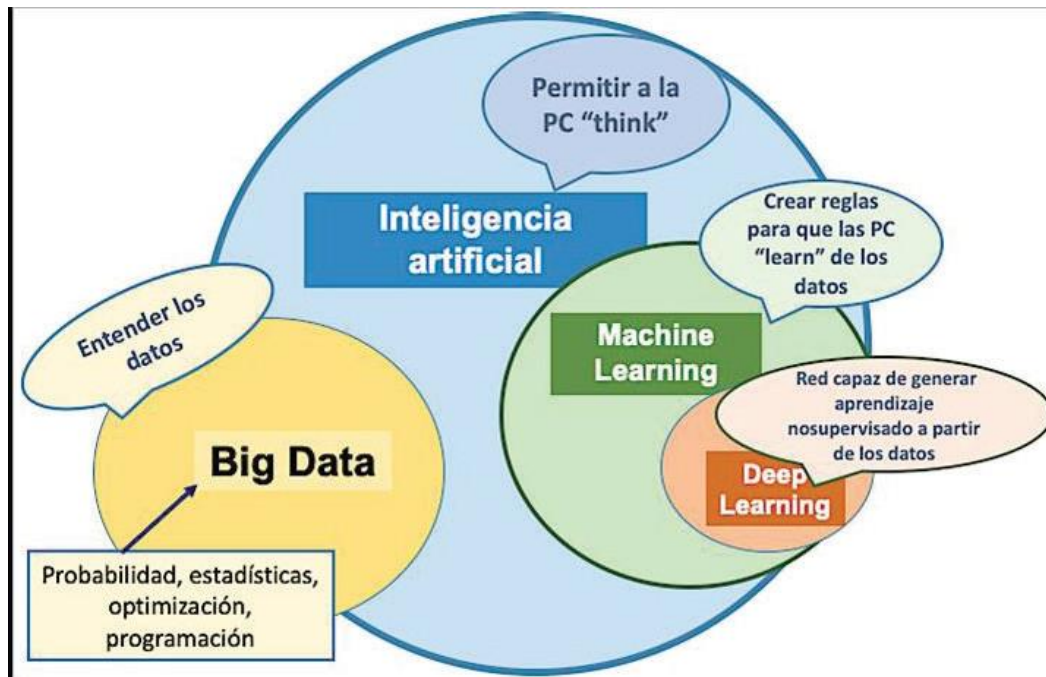 Permitir a la
PC “think”
Inteligencia
artificial
Crear reglas
para que las PC
“learn” de los
datos
Entender los
datos
Machine
Learning
Red capaz de generar
aprendizaje
nosupervisado a partir
de los datos
Big Data
Deep
Learning
Probabilidad, estadísticas,
optimización,
programación